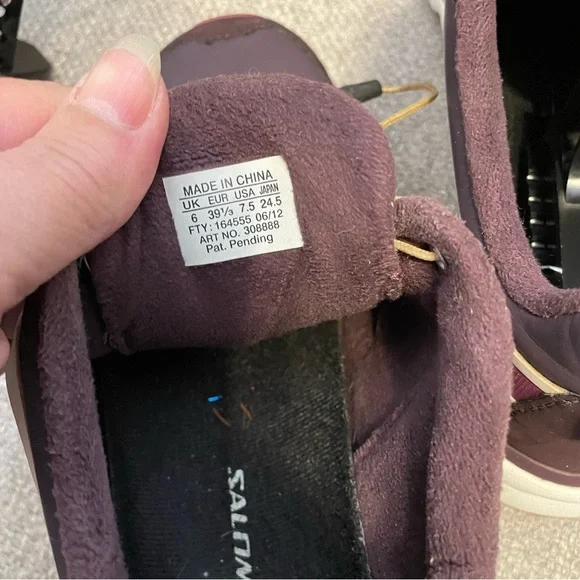 MADE IN CHINA
UK EUR USA JAPAN
6 39⅓ 7.5 24.5
FTY: 164555 06/12
ART NO. 308888
Pat. Pending
SALOM